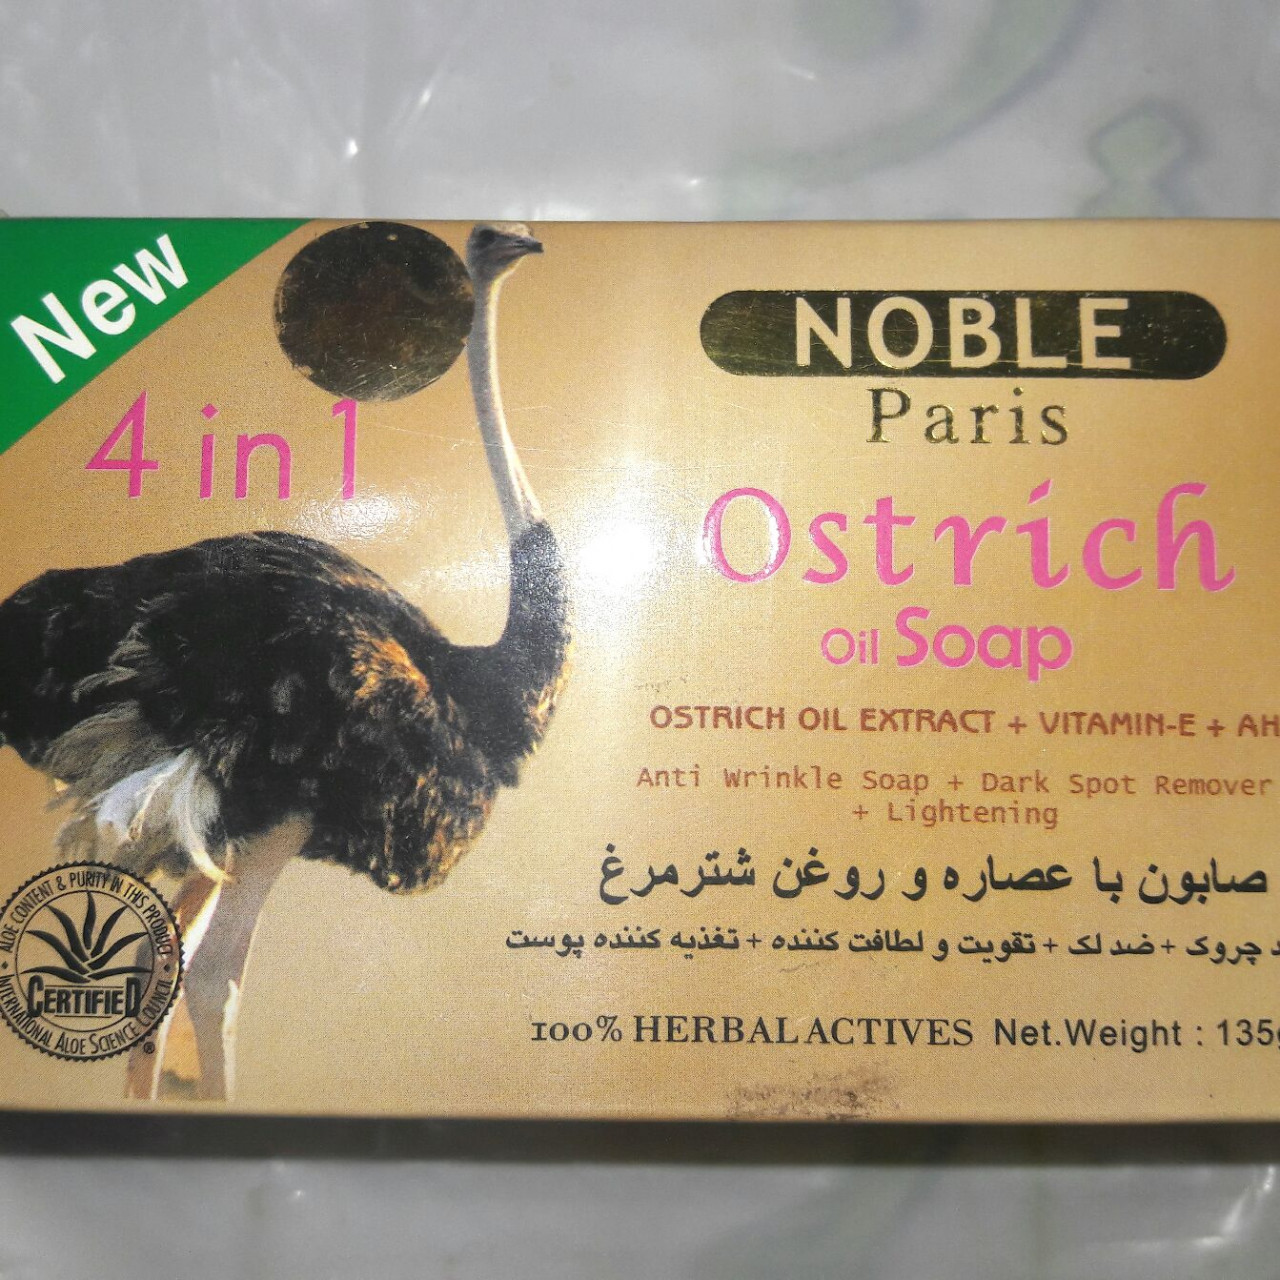 New
4 in 1
NOBLE
Paris
Ostrich
Oil Soap
OSTRICH OIL EXTRACT + VITAMIN-E +
Anti Wrinkle Soap + Dark Spot Remover
+ Lightening
صابون با عصاره و روغن شترمرغ
چروک + ضد لک + تقویت و لطافت کننده + تغذیه کننده پوست
100% HERBAL ACTIVES Net.Weight : 135g
ALOE CONTENT & PURITY IN THIS PRODUCT
CERTIFIED
INTERNATIONAL ALOE SCIENCE COUNCIL ®